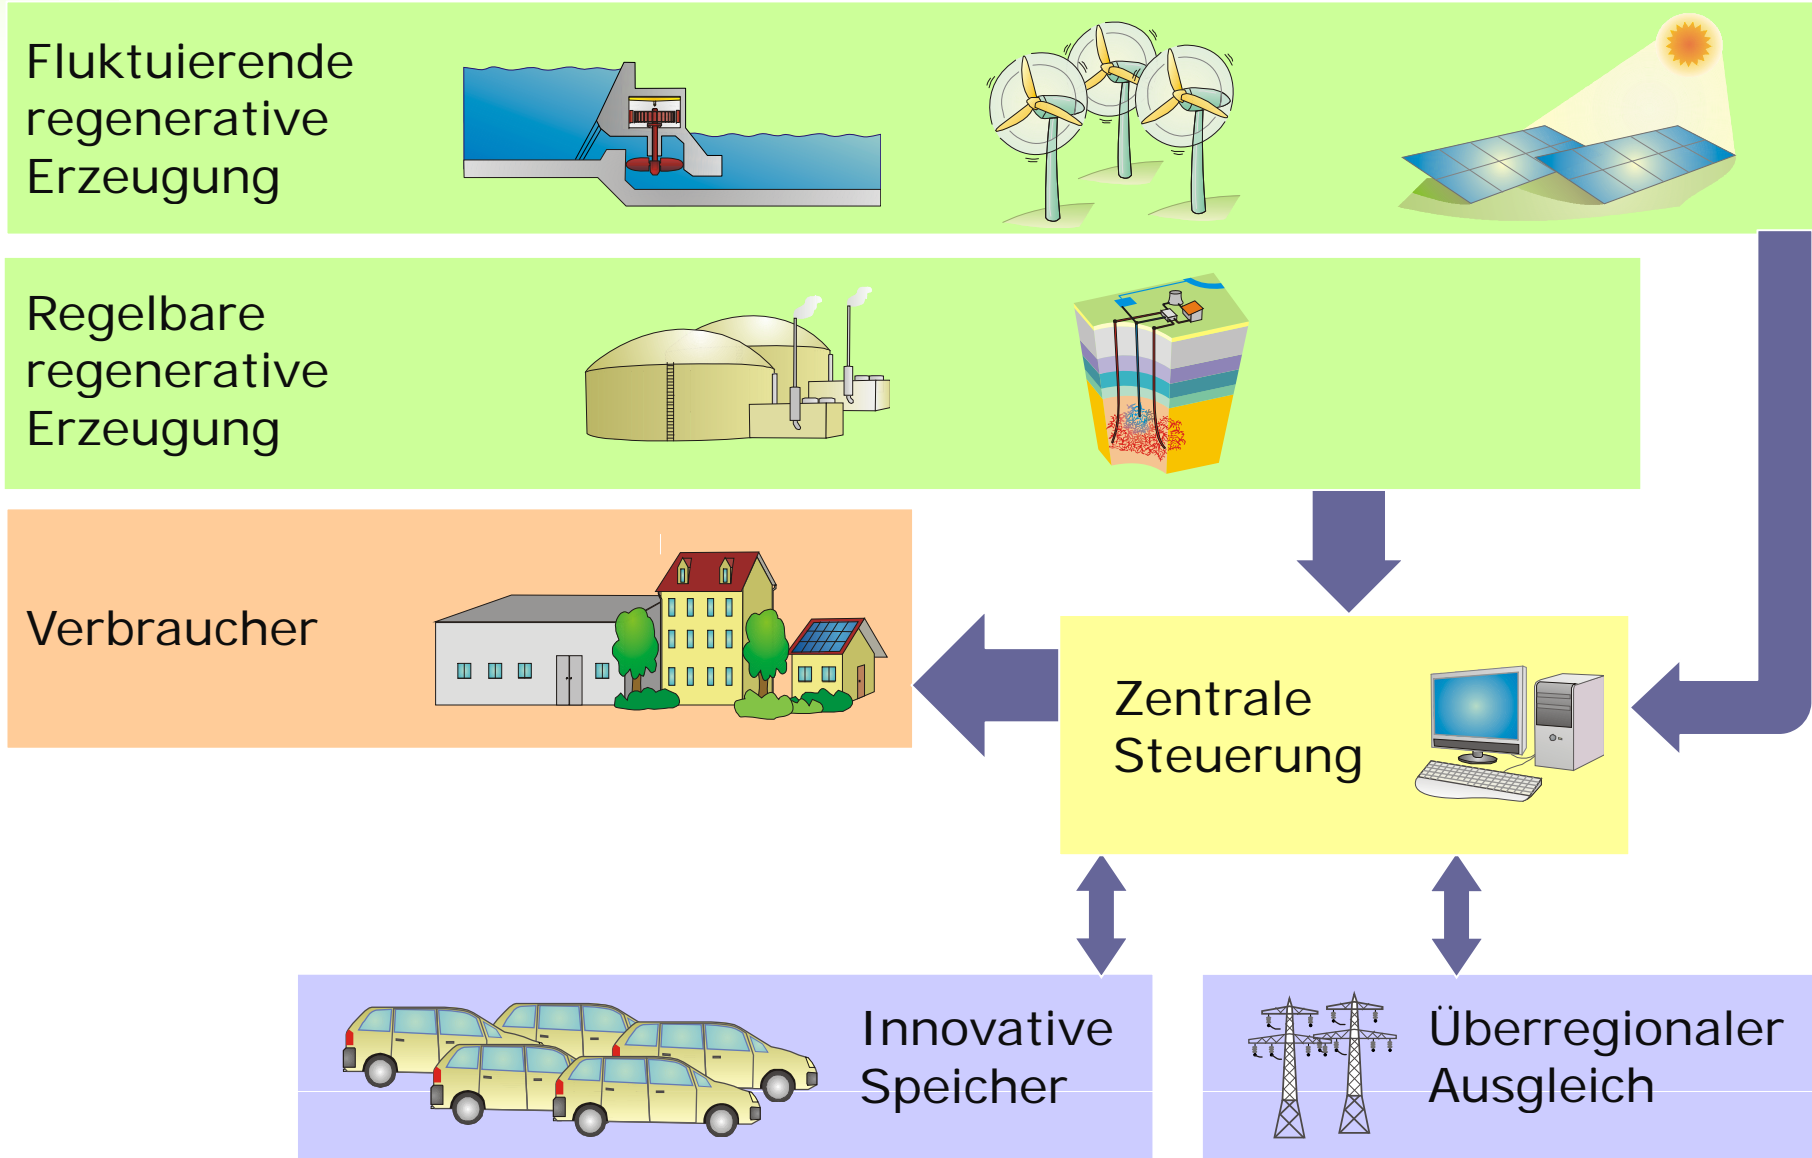 Fluktuierende
regenerative
Erzeugung
Regelbare
regenerative
Erzeugung
Verbraucher
Zentrale
Steuerung
Innovative
Speicher
Überregionaler
Ausgleich